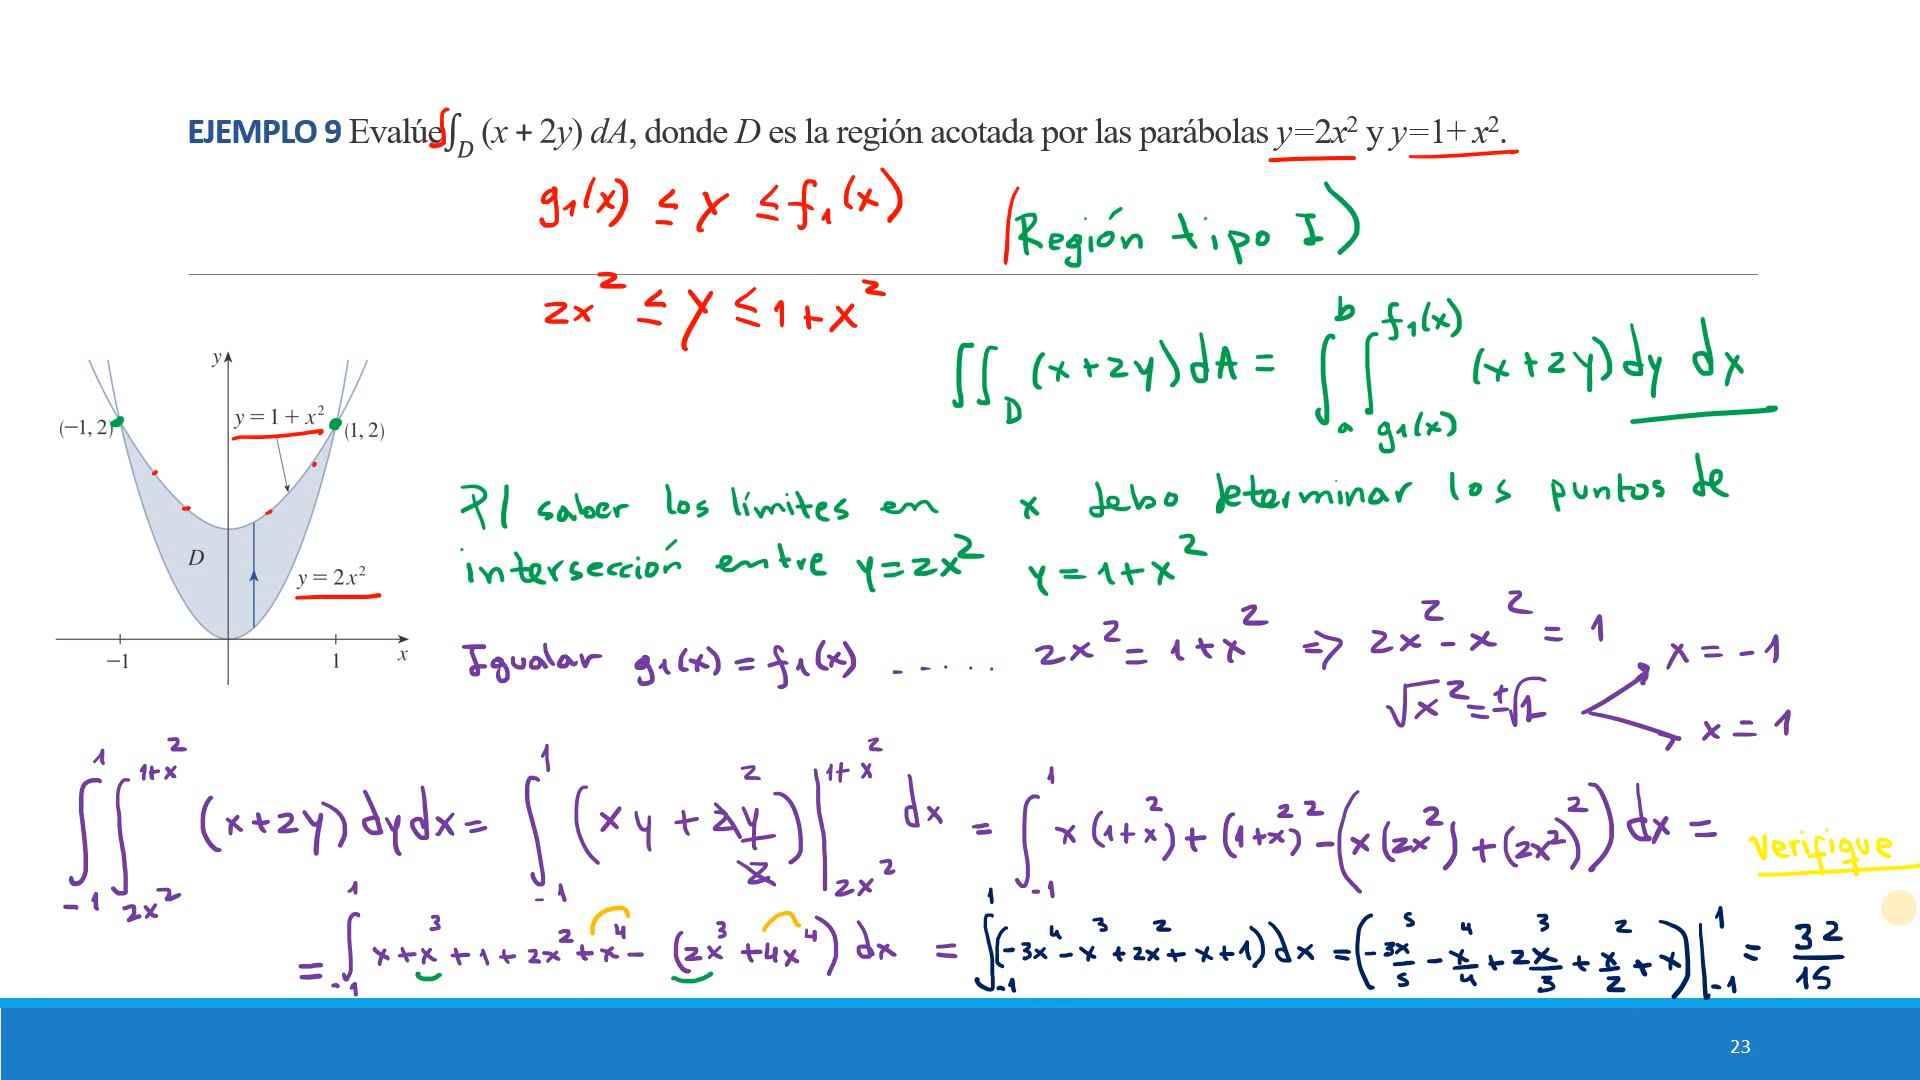 EJEMPLO 9 Evalúe ∫∫_D (x + 2y) dA, donde D es la región acotada por las parábolas y=2x² y y=1+ x².
g₁(x) ≤ y ≤ f₁(x)
(Región tipo I)
2x² ≤ y ≤ 1+x²
∬_D (x+2y)dA = ∫_a^b ∫_{g₁(x)}^{f₁(x)} (x+2y) dy dx
y
y = 1 + x²
(−1, 2)
(1, 2)
D
y = 2x²
−1
1
x
P/ saber los límites en x debo determinar los puntos de
intersección entre y=2x² y=1+x²
Igualar g₁(x) = f₁(x) ....... 2x² = 1+x² => 2x² - x² = 1
√x² = ±√1
x = -1
x = 1
∫_{-1}^{1} ∫_{2x²}^{1+x²} (x+2y) dy dx = ∫_{-1}^{1} (xy + 2y²/2) |_{2x²}^{1+x²} dx = ∫_{-1}^{1} x(1+x²) + (1+x²)² - (x(2x²) + (2x²)²) dx =
Verifique
= ∫_{-1}^{1} x + x³ + 1 + 2x² + x⁴ - (2x³ + 4x⁴) dx = ∫_{-1}^{1} (-3x⁴ - x³ + 2x² + x + 1) dx = (-3x⁵/5 - x⁴/4 + 2x³/3 + x²/2 + x) |_{-1}^{1} = 32/15
23